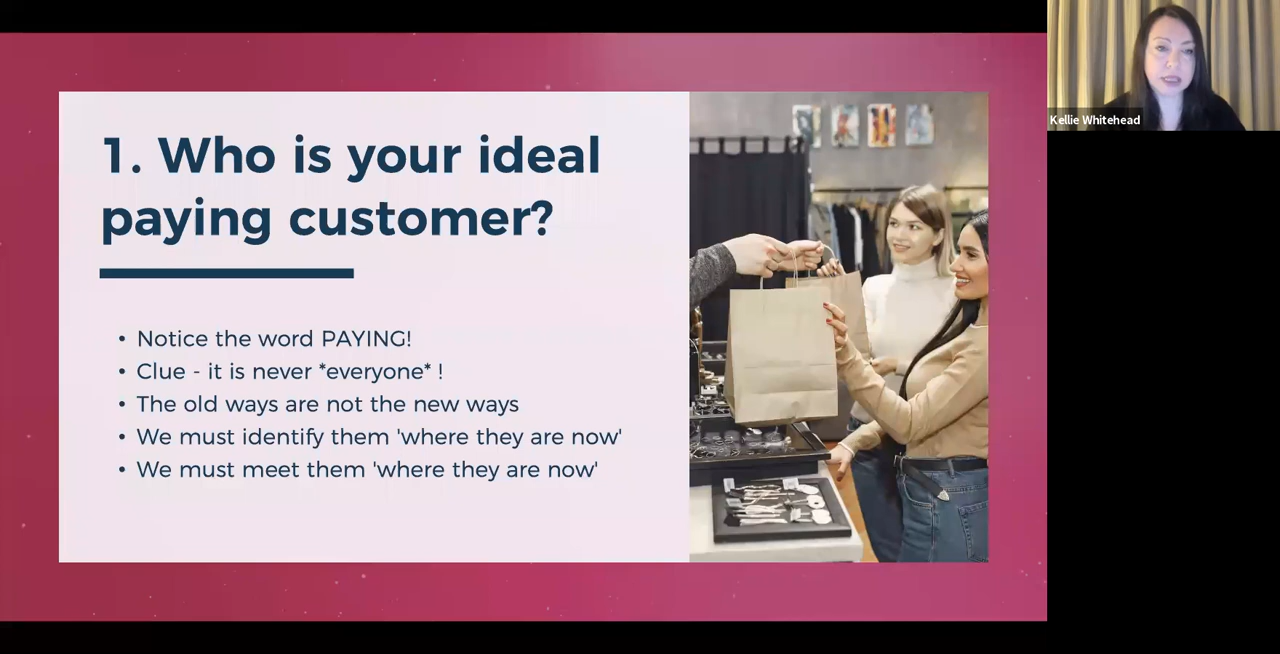 1. Who is your ideal
paying customer?
• Notice the word PAYING!
• Clue - it is never *everyone* !
• The old ways are not the new ways
• We must identify them 'where they are now'
• We must meet them 'where they are now'
Kellie Whitehead